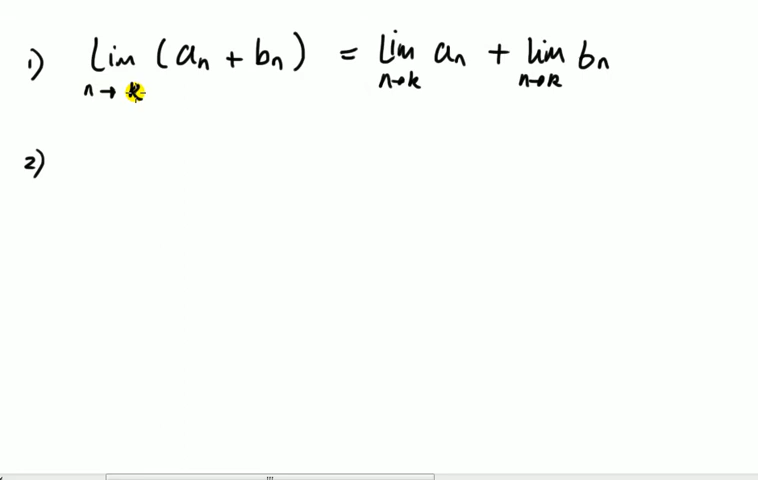 1) Lim (an + bn) = Lim an + lim bn
n → k n→k n→k
2)